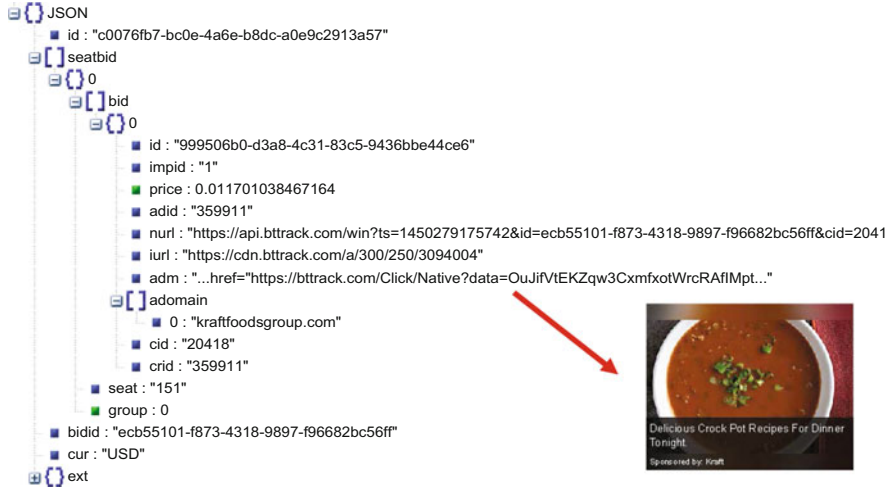 JSON
id : "c0076fb7-bc0e-4a6e-b8dc-a0e9c2913a57"
seatbid
0
bid
0
id : "999506b0-d3a8-4c31-83c5-9436bbe44ce6"
impid : "1"
price : 0.011701038467164
adid : "359911"
nurl : "https://api.bttrack.com/win?ts=1450279175742&id=ecb55101-f873-4318-9897-f96682bc56ff&cid=2041
iurl : "https://cdn.bttrack.com/a/300/250/3094004"
adm : "...href="https://bttrack.com/Click/Native?data=OuJifVtEKZqw3CxmfxotWrcRAfIMpt..."
adomain
0 : "kraftfoodsgroup.com"
cid : "20418"
crid : "359911"
seat : "151"
group : 0
bidid : "ecb55101-f873-4318-9897-f96682bc56ff"
cur : "USD"
ext
Delicious Crock Pot Recipes For Dinner
Tonight
Sponsored by: Kraft